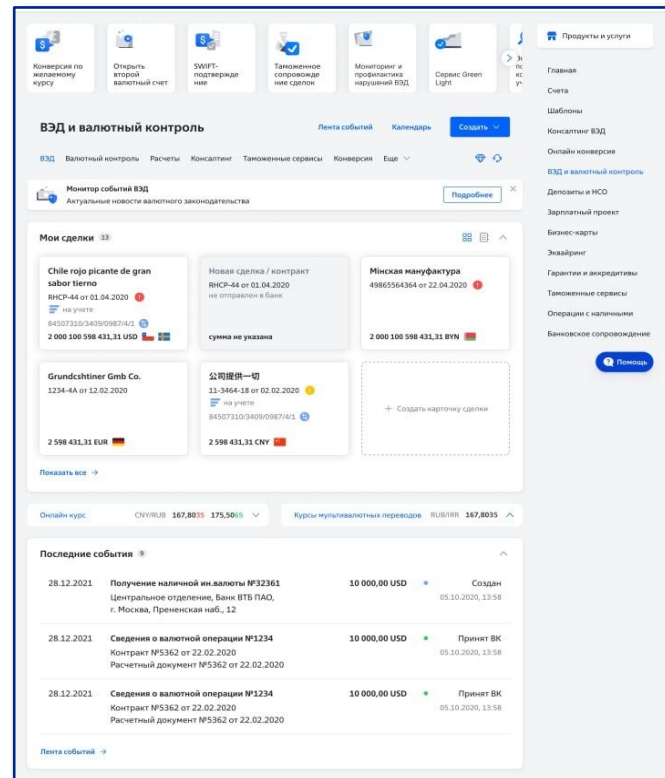 Конверсия по
желаемому
курсу
Открыть
второй
валютный счет
SWIFT-
подтвержде
ние
Таможенное
сопровожде
ние сделок
Мониторинг и
профилактика
нарушений ВЭД
Сервис Green
Light
ВЭД и валютный контроль
Лента событий
Календарь
Создать
ВЭД Валютный контроль Расчеты Консалтинг Таможенные сервисы Конверсия Еще
Монитор событий ВЭД
Актуальные новости валютного законодательства
Подробнее
Мои сделки 13
Chile rojo picante de gran
sabor tierno
RHCP-44 от 01.04.2020
на учете
84507310/3409/0987/4/1
2 000 100 598 431,31 USD
Новая сделка / контракт
RHCP-44 от 01.04.2020
не отправлен в банк
сумма не указана
Мінская мануфактура
49865564364 от 22.04.2020
2 000 100 598 431,31 BYN
Grundcshtiner Gmb Co.
1234-4A от 12.02.2020
2 598 431,31 EUR
公司提供一切
11-3464-18 от 02.02.2020
на учете
84507310/3409/0987/4/1
2 598 431,31 CNY
+ Создать карточку сделки
Показать все →
Онлайн курс CNY/RUB 167,8035 175,5065
Курсы мультивалютных переводов RUB/IRR 167,8035
Последние события 9
28.12.2021 Получение наличной ин.валюты №32361 10 000,00 USD Создан
Центральное отделение, Банк ВТБ ПАО, 05.10.2020, 13:58
г. Москва, Прененская наб., 12
28.12.2021 Сведения о валютной операции №1234 10 000,00 USD Принят ВК
Контракт №5362 от 22.02.2020 05.10.2020, 13:58
Расчетный документ №5362 от 22.02.2020
28.12.2021 Сведения о валютной операции №1234 10 000,00 USD Принят ВК
Контракт №5362 от 22.02.2020 05.10.2020, 13:58
Расчетный документ №5362 от 22.02.2020
Лента событий →
Продукты и услуги
Главная
Счета
Шаблоны
Консалтинг ВЭД
Онлайн конверсия
ВЭД и валютный контроль
Депозиты и НСО
Зарплатный проект
Бизнес-карты
Эквайринг
Гарантии и аккредитивы
Таможенные сервисы
Операции с наличными
Банковское сопровождение
Помощь